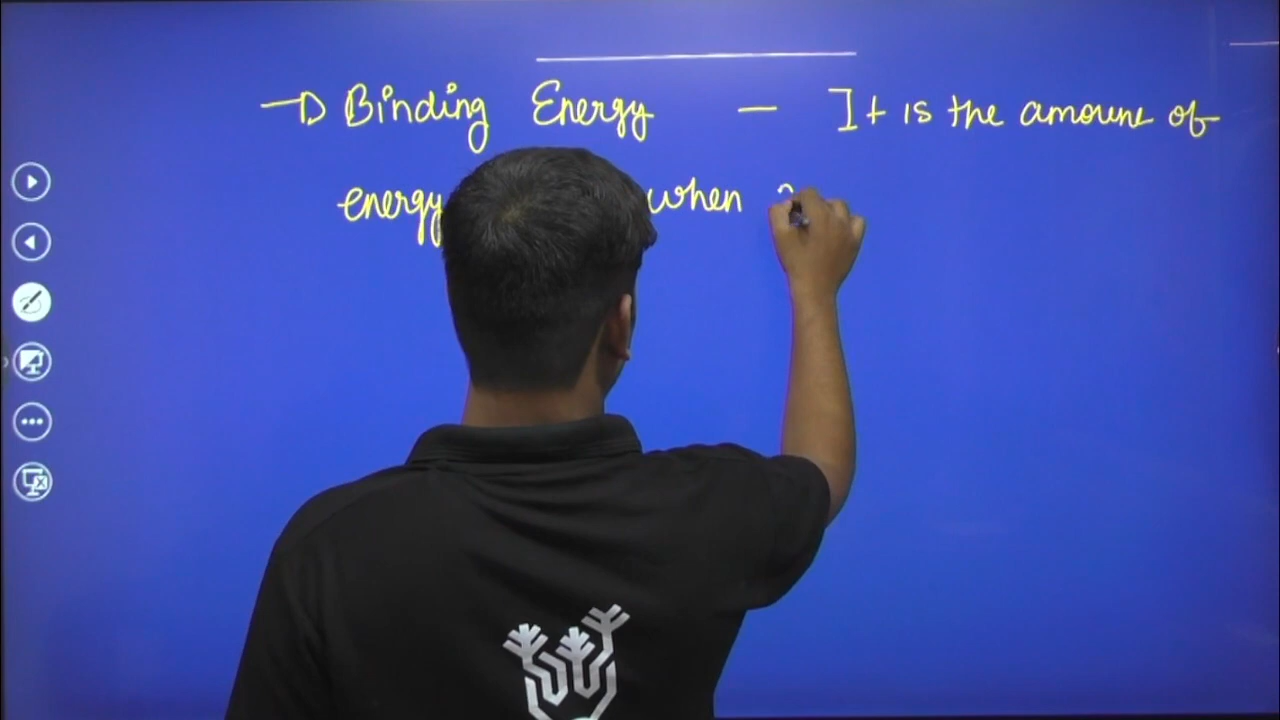 → Binding Energy — It is the amount of
energy when